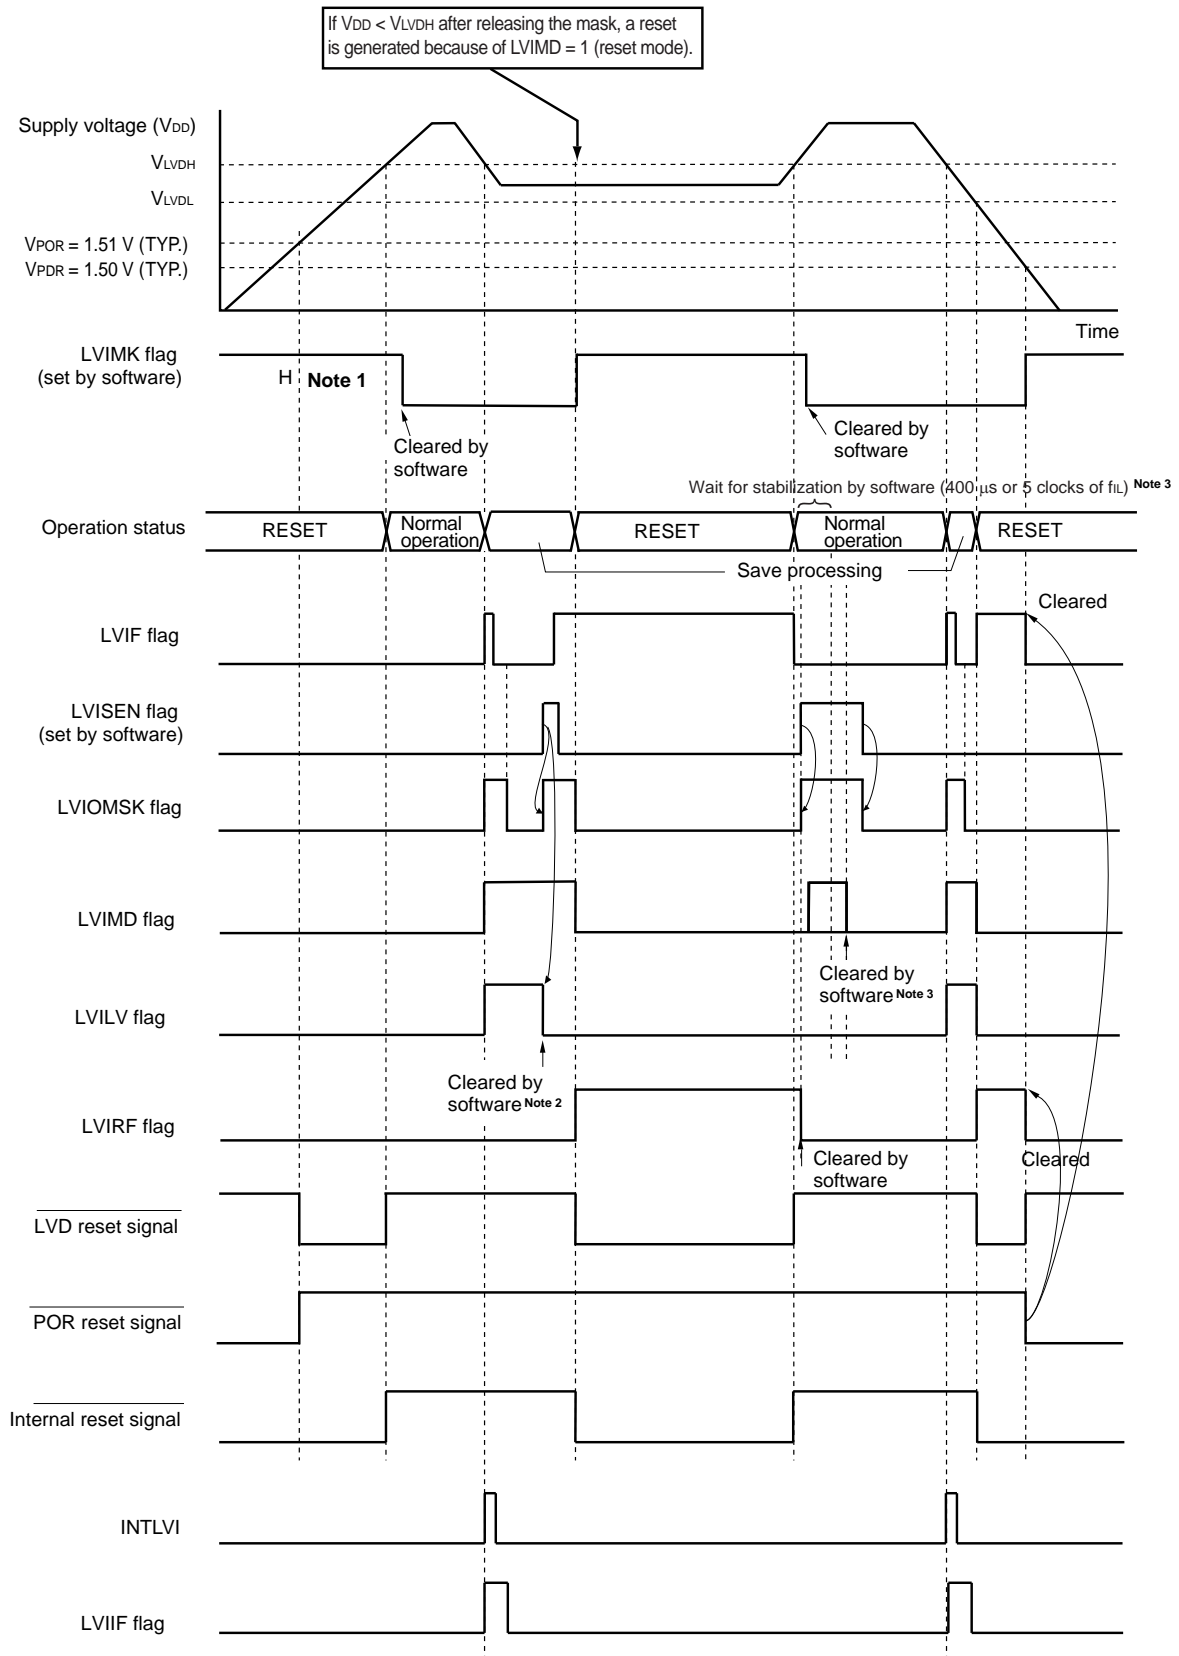 If VDD < VLVDH after releasing the mask, a reset
is generated because of LVIMD = 1 (reset mode).
Supply voltage (VDD)
VLVDH
VLVDL
VPOR = 1.51 V (TYP.)
VPDR = 1.50 V (TYP.)
Time
LVIMK flag
(set by software)
H
Note 1
Cleared by
software
Cleared by
software
Wait for stabilization by software (400 μs or 5 clocks of fIL) Note 3
Operation status
RESET
Normal
operation
RESET
Normal
operation
RESET
Save processing
Cleared
LVIF flag
LVISEN flag
(set by software)
LVIOMSK flag
LVIMD flag
Cleared by
software Note 3
LVILV flag
Cleared by
software Note 2
LVIRF flag
Cleared by
software
Cleared
LVD reset signal
POR reset signal
Internal reset signal
INTLVI
LVIIF flag